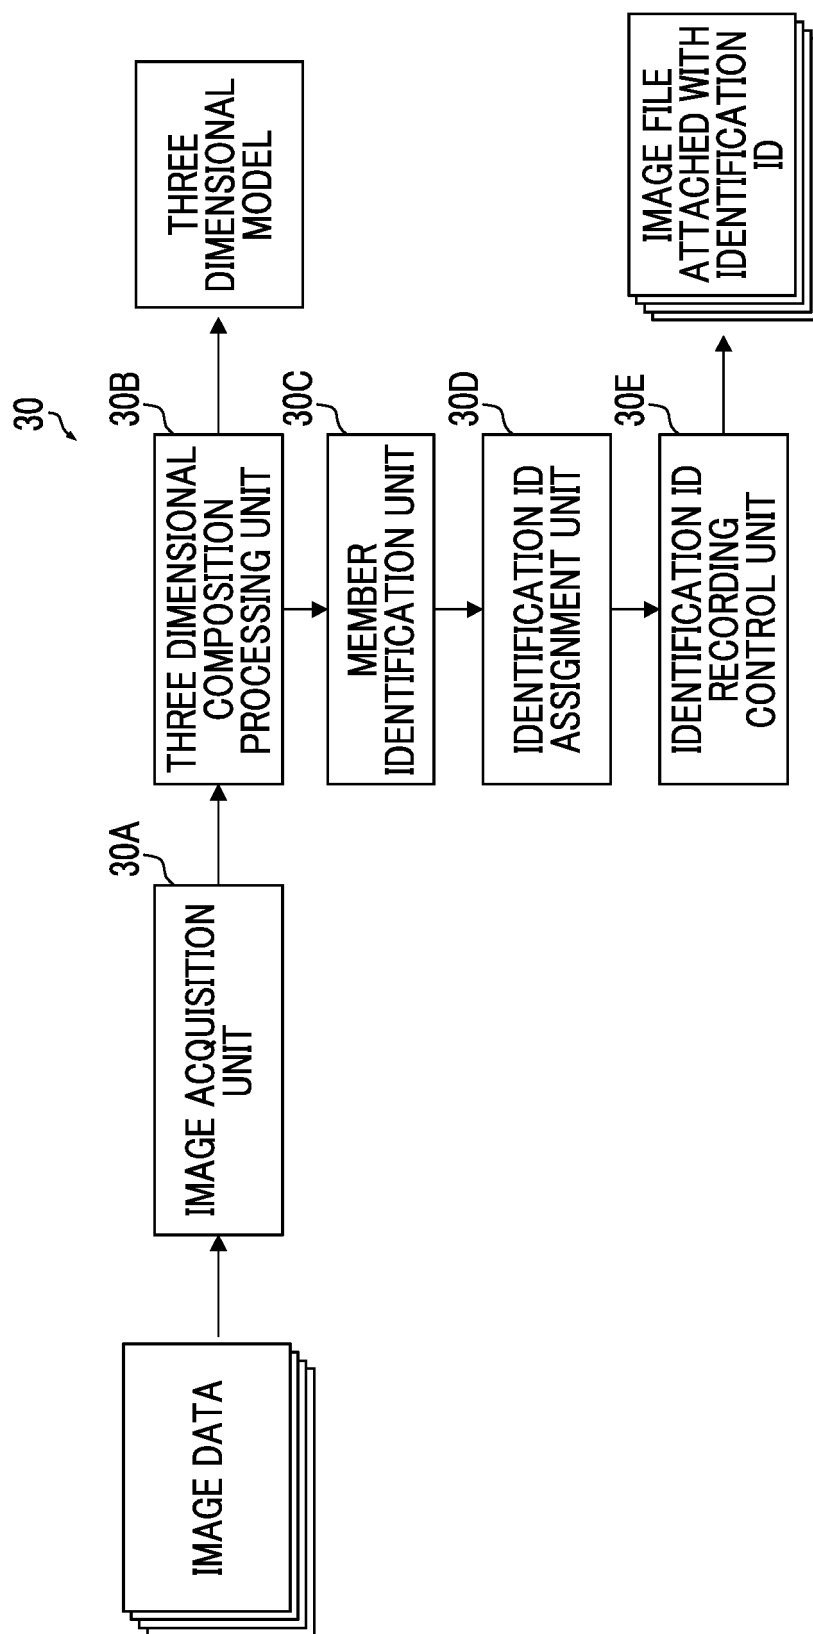 30
IMAGE DATA
30A
IMAGE ACQUISITION
UNIT
30B
THREE DIMENSIONAL
COMPOSITION
PROCESSING UNIT
THREE
DIMENSIONAL
MODEL
30C
MEMBER
IDENTIFICATION UNIT
30D
IDENTIFICATION ID
ASSIGNMENT UNIT
30E
IDENTIFICATION ID
RECORDING
CONTROL UNIT
IMAGE FILE
ATTACHED WITH
IDENTIFICATION
ID